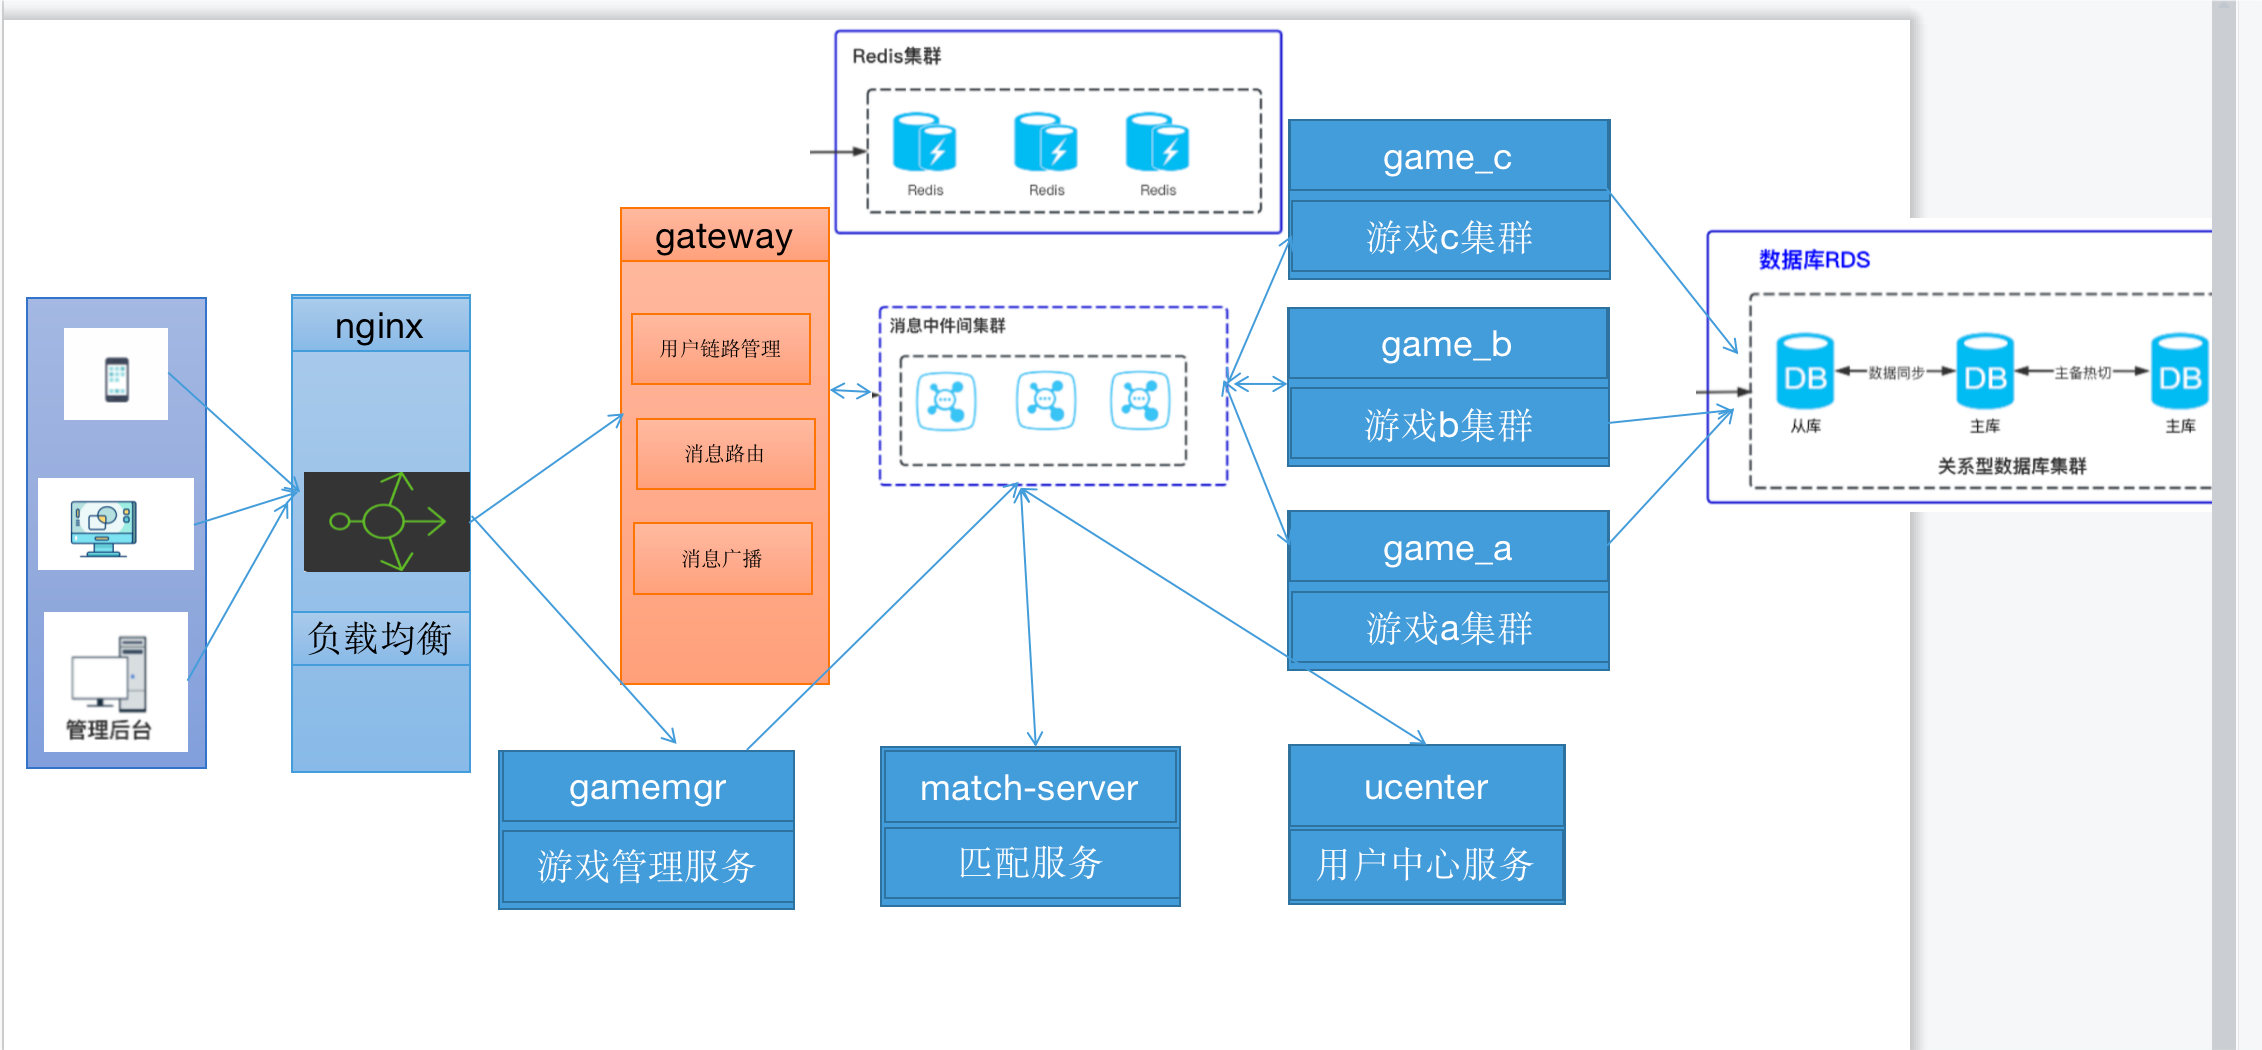 Redis集群
Redis
Redis
Redis
game_c
游戏c集群
gateway
用户链路管理
消息路由
消息广播
nginx
负载均衡
管理后台
消息中件间集群
game_b
游戏b集群
game_a
游戏a集群
数据库RDS
DB
数据同步
DB
主备热切
DB
从库
主库
主库
关系型数据库集群
gamemgr
游戏管理服务
match-server
匹配服务
ucenter
用户中心服务